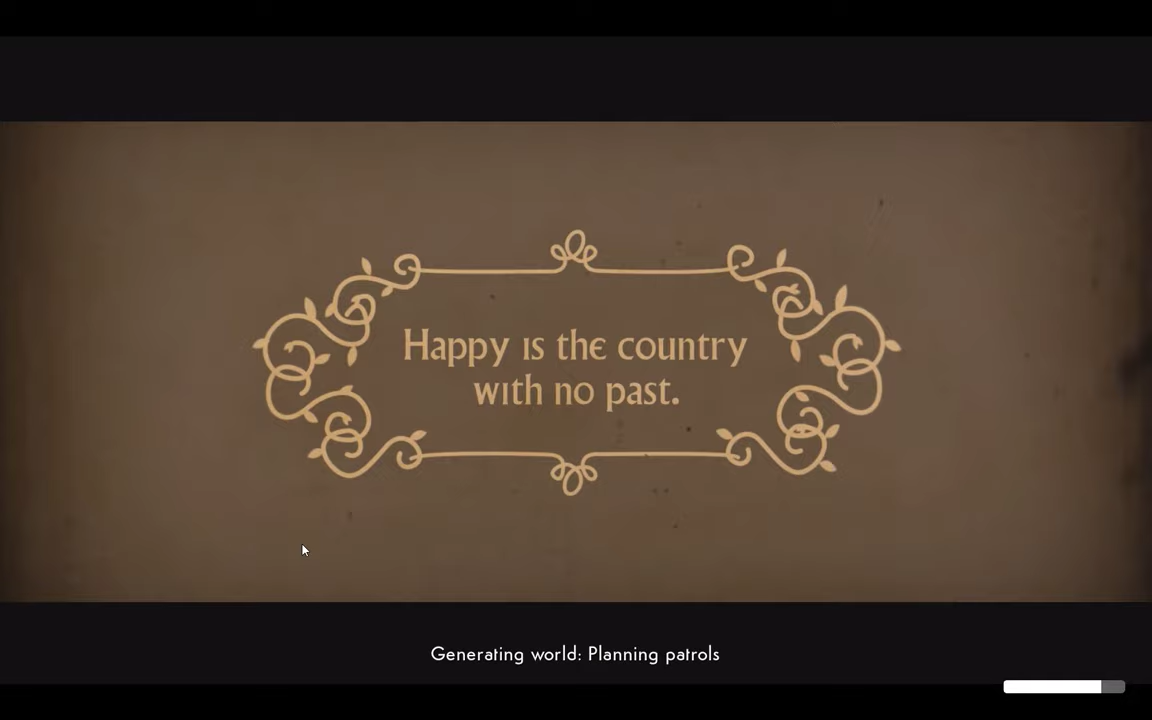 Happy is the country
with no past.
Generating world: Planning patrols